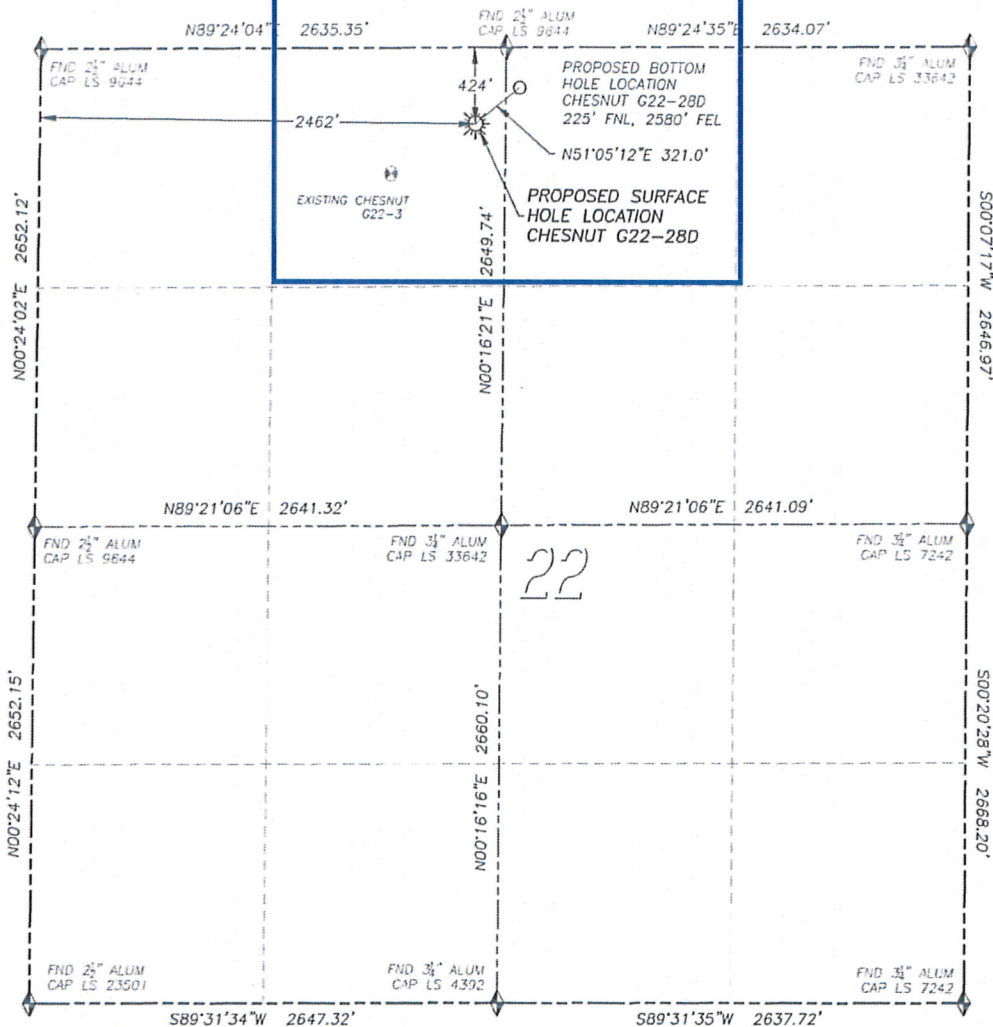 N89°24'04"E 2635.35'
FND 2½" ALUM
CAP LS 9644
N89°24'35"E 2634.07'
FND 2½" ALUM
CAP LS 9644
FND 3¼" ALUM
CAP LS 33642
424'
PROPOSED BOTTOM
HOLE LOCATION
CHESNUT G22-28D
225' FNL, 2580' FEL
2462'
N51°05'12"E 321.0'
EXISTING CHESNUT
G22-3
PROPOSED SURFACE
HOLE LOCATION
CHESNUT G22-28D
N00°24'02"E 2652.12'
N00°16'21"E 2649.74'
S00°07'17"W 2646.97'
N89°21'06"E 2641.32'
N89°21'06"E 2641.09'
FND 2½" ALUM
CAP LS 9644
FND 3¼" ALUM
CAP LS 33642
FND 3¼" ALUM
CAP LS 7242
22
N00°24'12"E 2652.15'
N00°16'16"E 2660.10'
S00°20'28"W 2668.20'
FND 2½" ALUM
CAP LS 23501
FND 3¼" ALUM
CAP LS 4392
FND 3¼" ALUM
CAP LS 7242
S89°31'34"W 2647.32'
S89°31'35"W 2637.72'